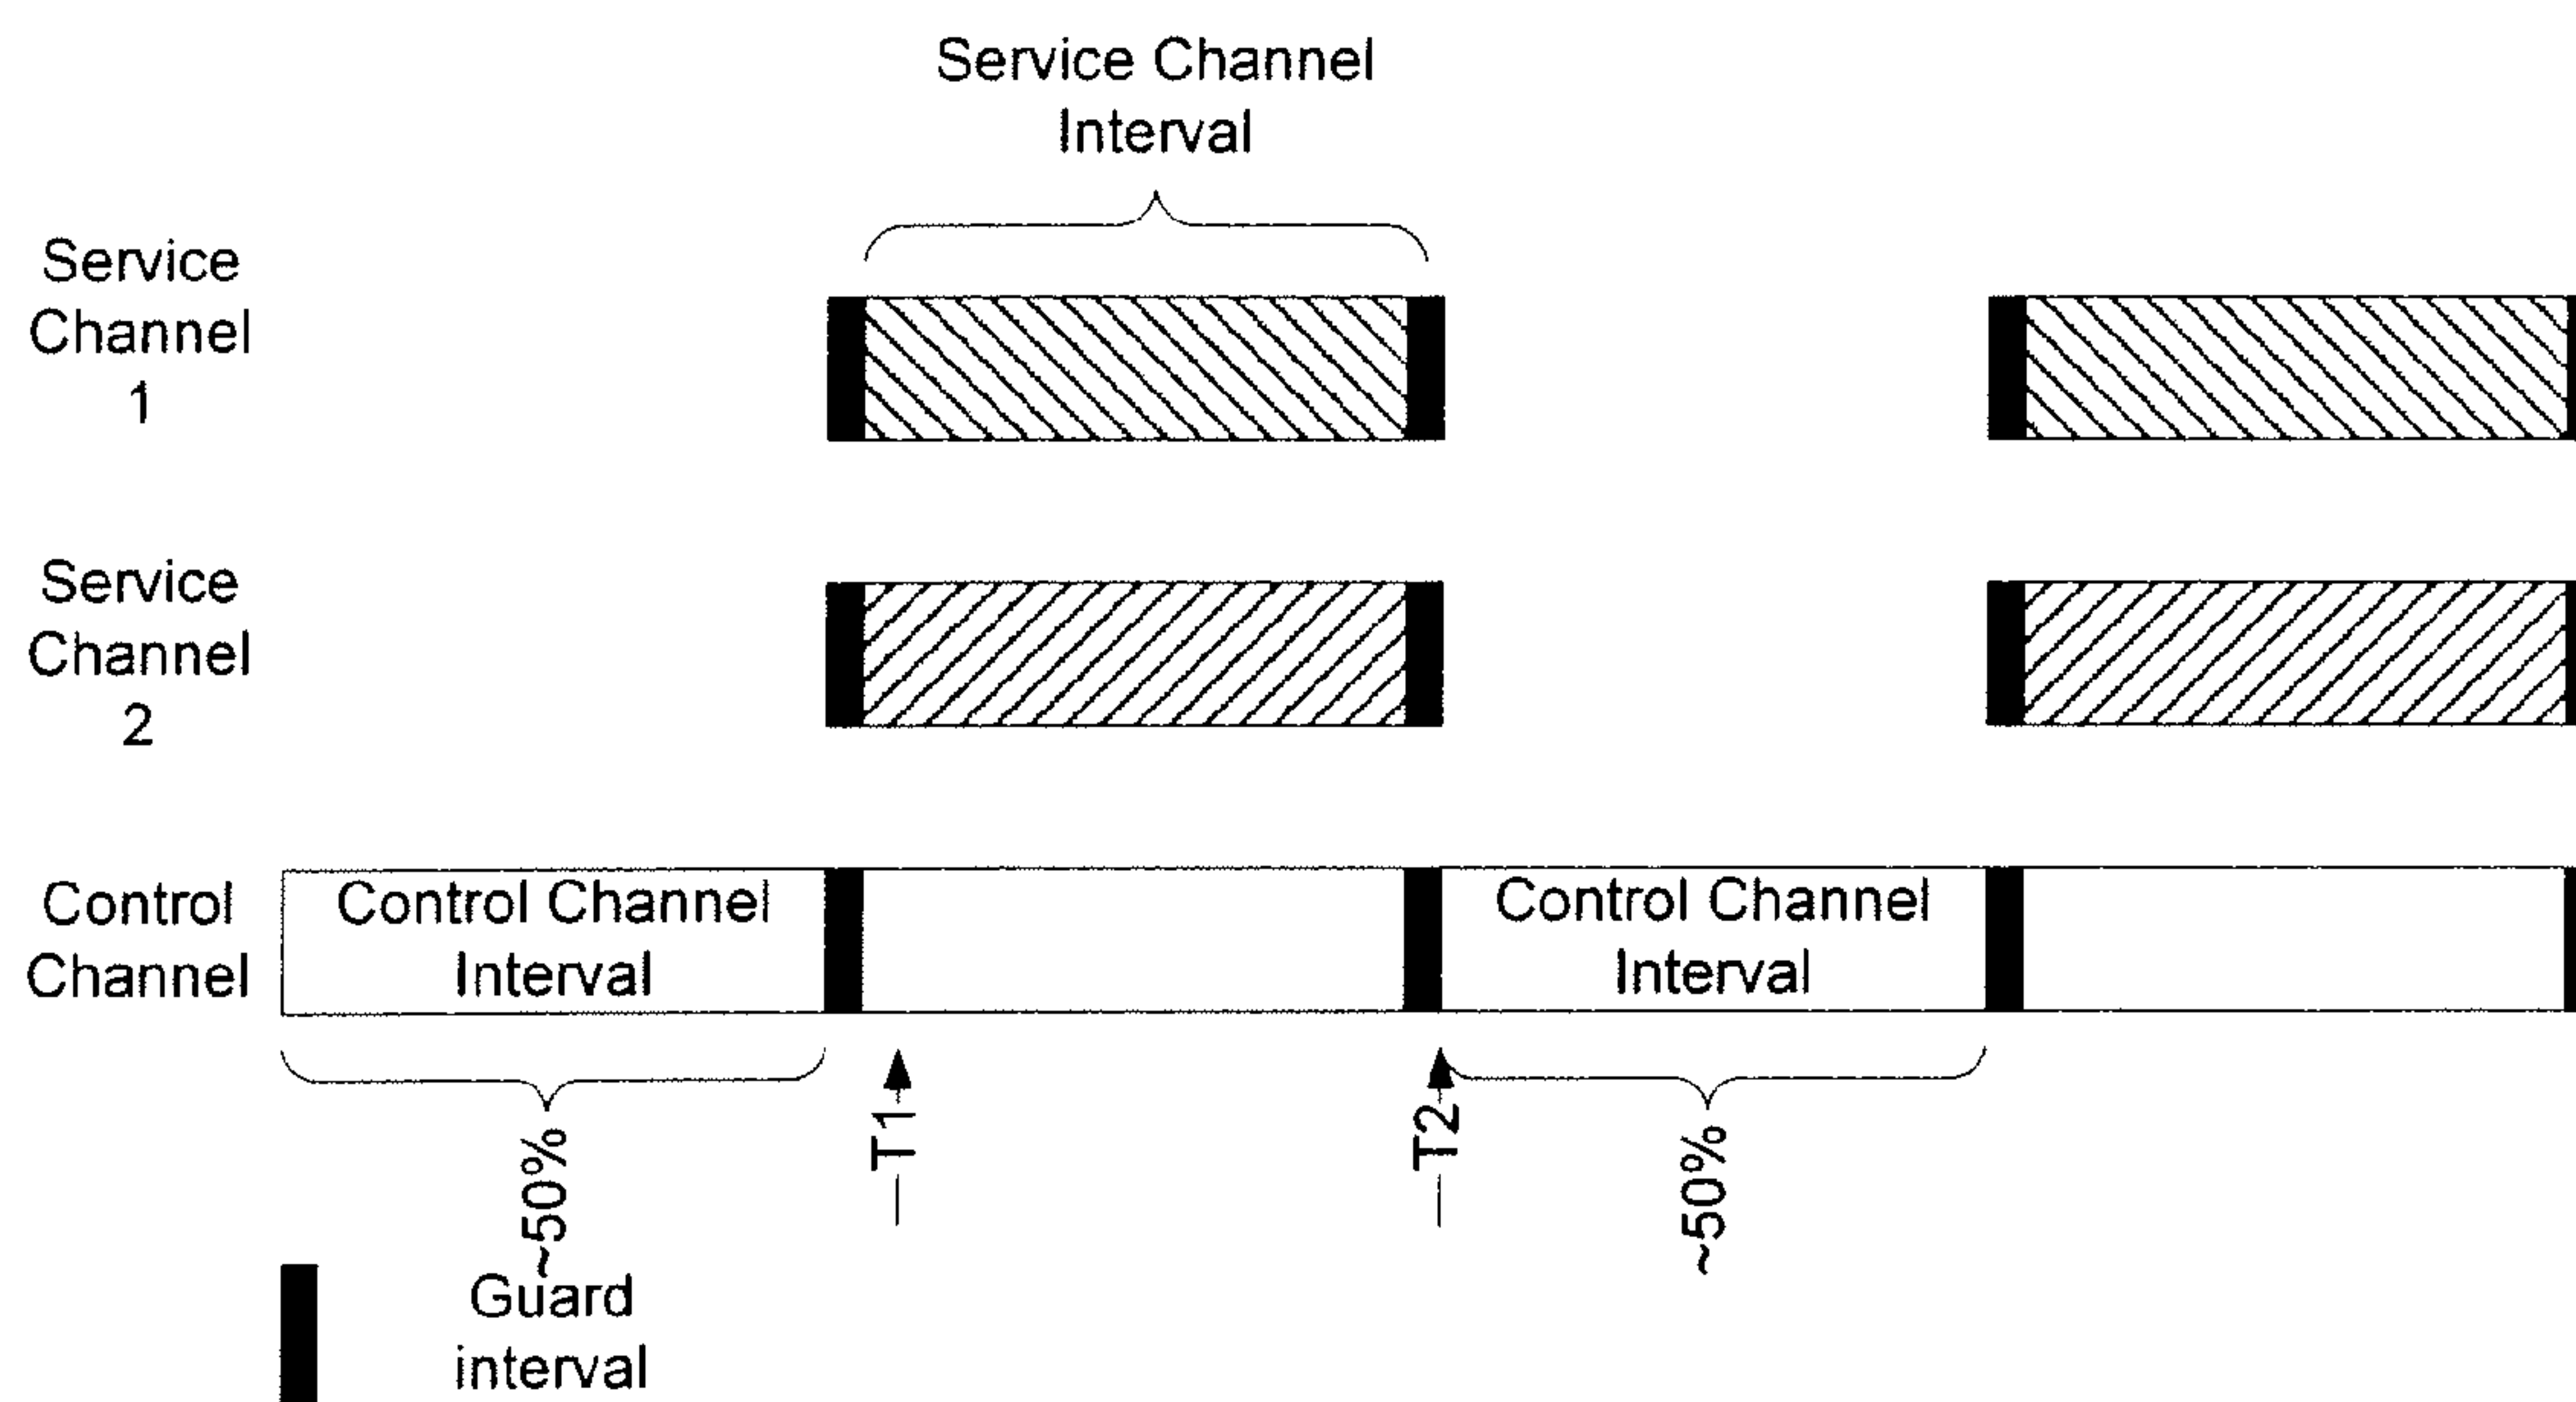 Service Channel
Interval
Service
Channel
1
Service
Channel
2
Control
Channel
Control Channel
Interval
Control Channel
Interval
~50%
T1
T2
~50%
Guard
interval